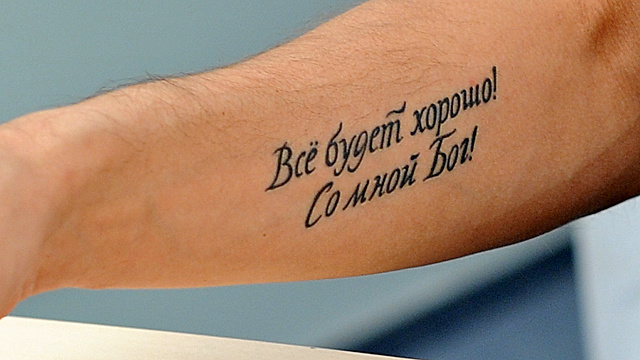 Всё будет хорошо!
Со мной Бог!